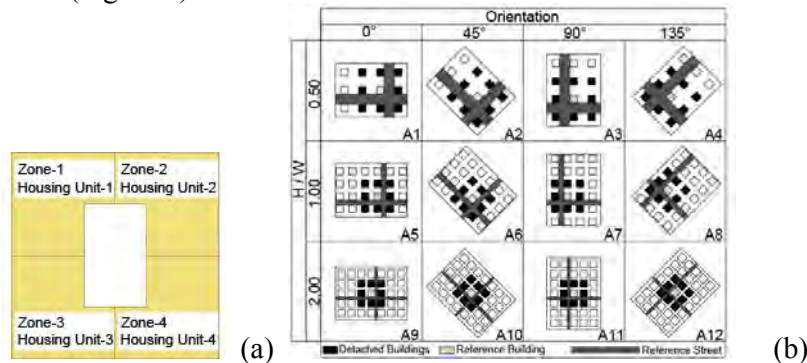 Orientation
0° 45° 90° 135°
H / W
0.50
A1 A2 A3 A4
1.00
A5 A6 A7 A8
2.00
A9 A10 A11 A12
Detached Buildings Reference Building Reference Street
Zone-1 Zone-2
Housing Unit-1 Housing Unit-2
Zone-3 Zone-4
Housing Unit-3 Housing Unit-4
(a) (b)